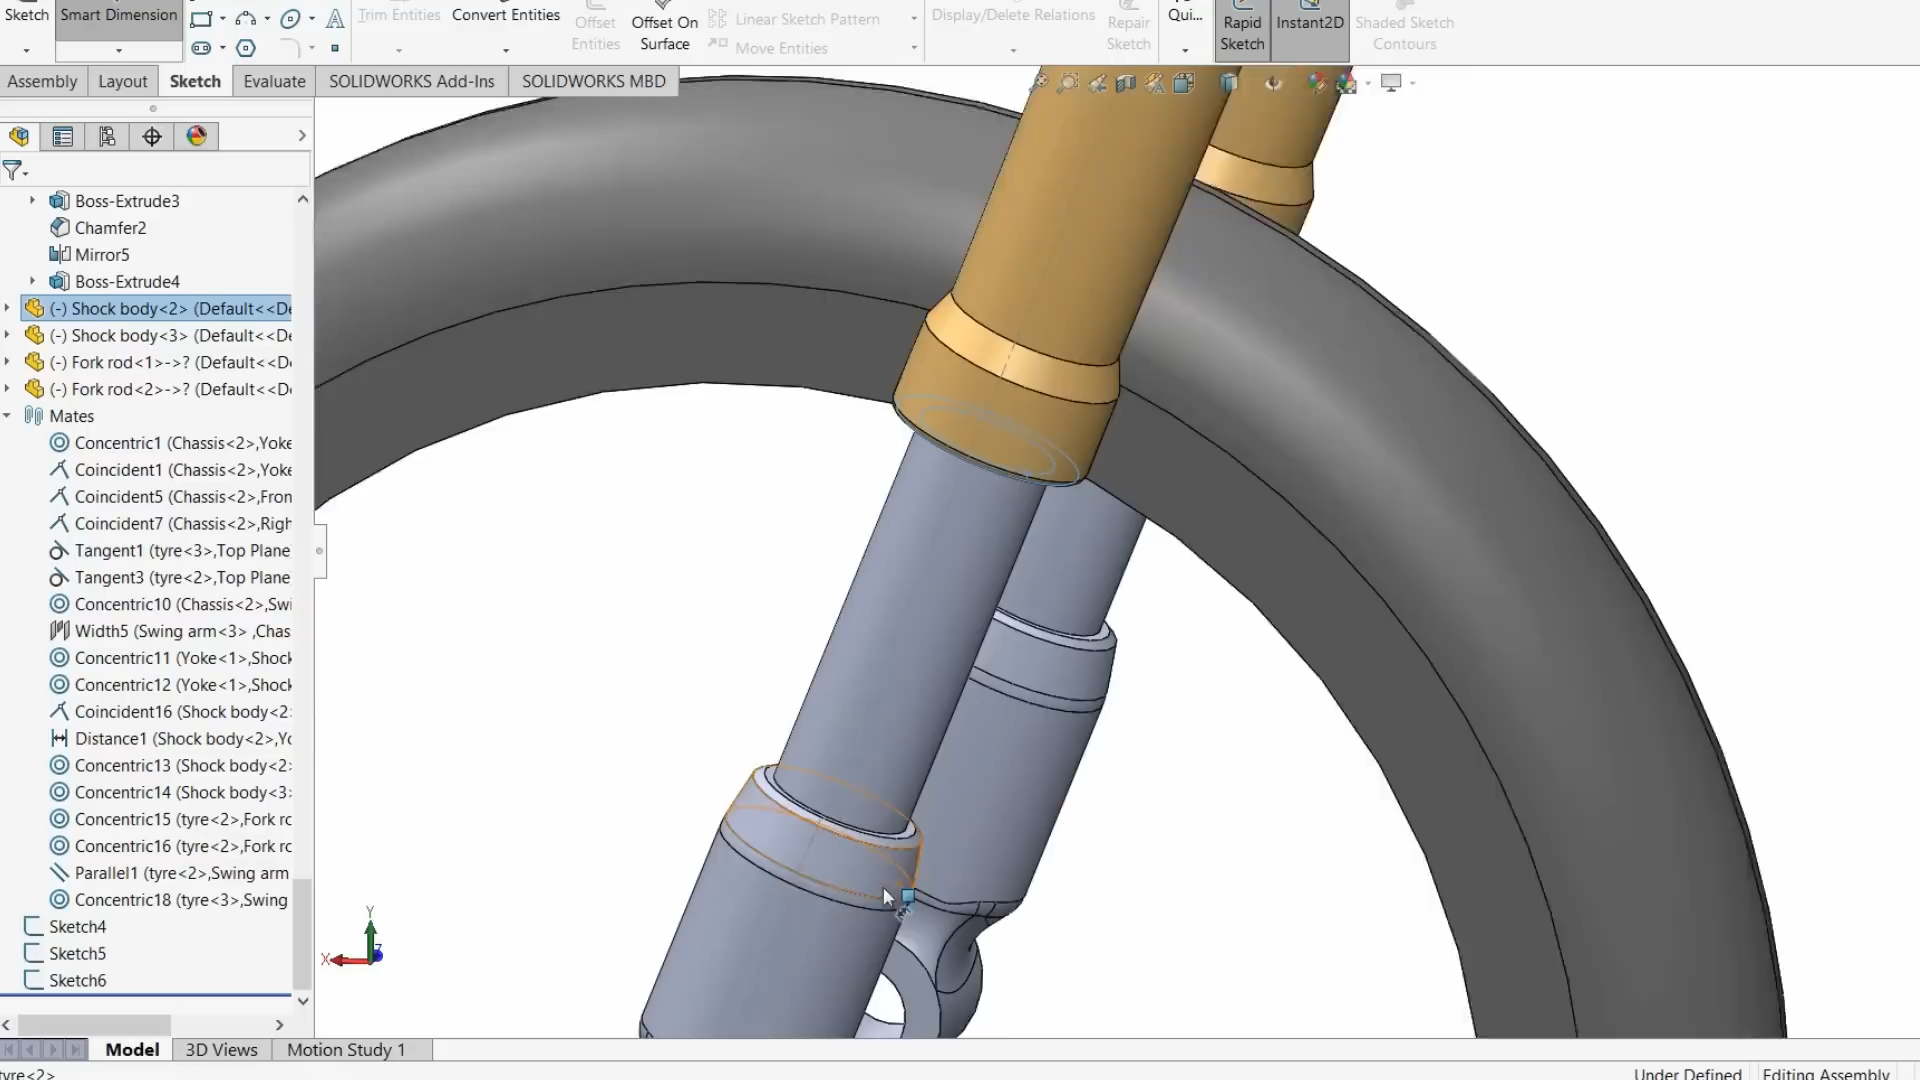 Sketch
Smart Dimension
Trim Entities
Convert Entities
Offset
Entities
Offset On
Surface
Linear Sketch Pattern
Move Entities
Display/Delete Relations
Repair
Sketch
Qui...
Rapid
Sketch
Instant2D
Shaded Sketch
Contours
Assembly
Layout
Sketch
Evaluate
SOLIDWORKS Add-Ins
SOLIDWORKS MBD
Boss-Extrude3
Chamfer2
Mirror5
Boss-Extrude4
(-) Shock body<2> (Default<<De
(-) Shock body<3> (Default<<De
(-) Fork rod<1>->? (Default<<D
(-) Fork rod<2>->? (Default<<D
Mates
Concentric1 (Chassis<2>,Yoke
Coincident1 (Chassis<2>,Yoke
Coincident5 (Chassis<2>,Fron
Coincident7 (Chassis<2>,Righ
Tangent1 (tyre<3>,Top Plane
Tangent3 (tyre<2>,Top Plane
Concentric10 (Chassis<2>,Swi
Width5 (Swing arm<3> ,Chas
Concentric11 (Yoke<1>,Shock
Concentric12 (Yoke<1>,Shock
Coincident16 (Shock body<2
Distance1 (Shock body<2>,Yo
Concentric13 (Shock body<2
Concentric14 (Shock body<3
Concentric15 (tyre<2>,Fork ro
Concentric16 (tyre<2>,Fork ro
Parallel1 (tyre<2>,Swing arm
Concentric18 (tyre<3>,Swing
Sketch4
Sketch5
Sketch6
Y
X
Z
Model
3D Views
Motion Study 1
tyre<2>
Under Defined
Editing Assembly